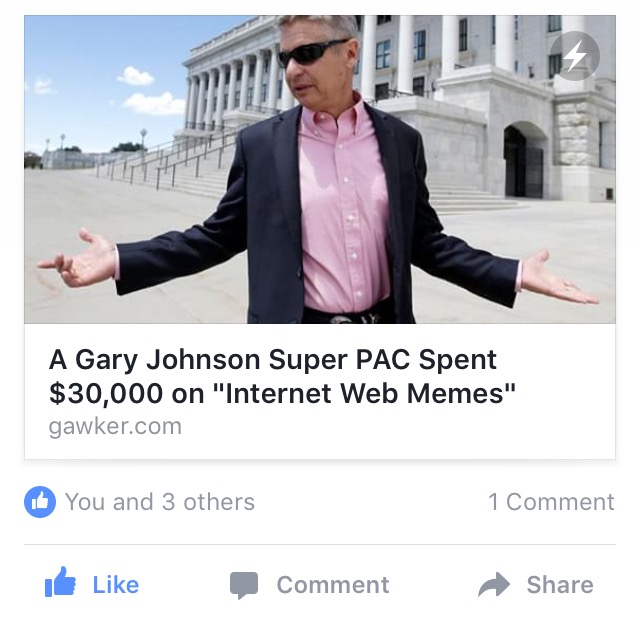 A Gary Johnson Super PAC Spent
$30,000 on "Internet Web Memes"
gawker.com
You and 3 others 1 Comment
Like Comment Share